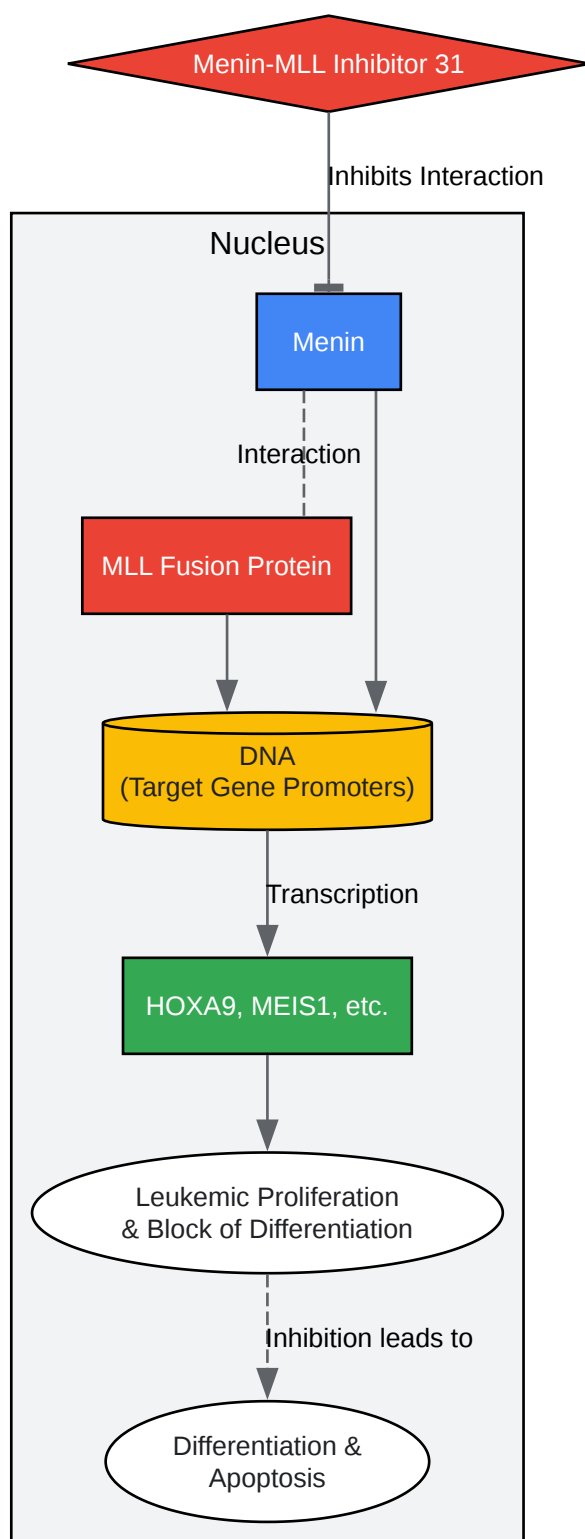 Menin-MLL Inhibitor 31
Inhibits Interaction
Nucleus
Menin
Interaction
MLL Fusion Protein
DNA
(Target Gene Promoters)
Transcription
HOXA9, MEIS1, etc.
Leukemic Proliferation
& Block of Differentiation
Inhibition leads to
Differentiation &
Apoptosis